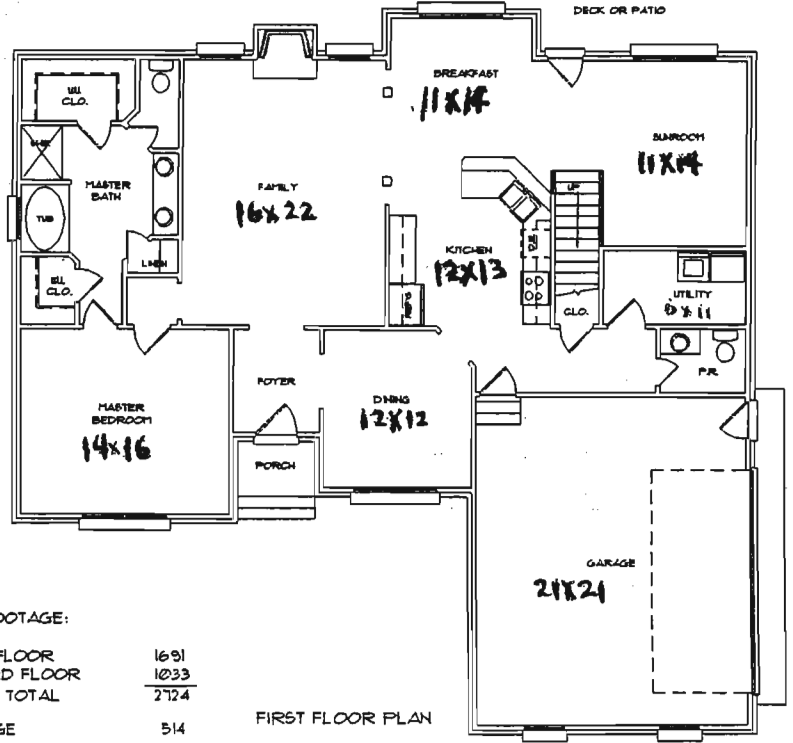 DECK OR PATIO
BREAKFAST
11X14
W.I.
CLO.
SUNROOM
11X14
MASTER
BATH
FAMILY
16X22
UP
TUB
KITCHEN
12X13
D.W.
LINEN
W.I.
CLO.
REF'G
CLO.
UTILITY
P.R.
FOYER
DINING
12X12
MASTER
BEDROOM
14X16
PORCH
GARAGE
21X21
OOTAGE:
FLOOR 1691
D FLOOR 1033
TOTAL 2724
GE 514
FIRST FLOOR PLAN